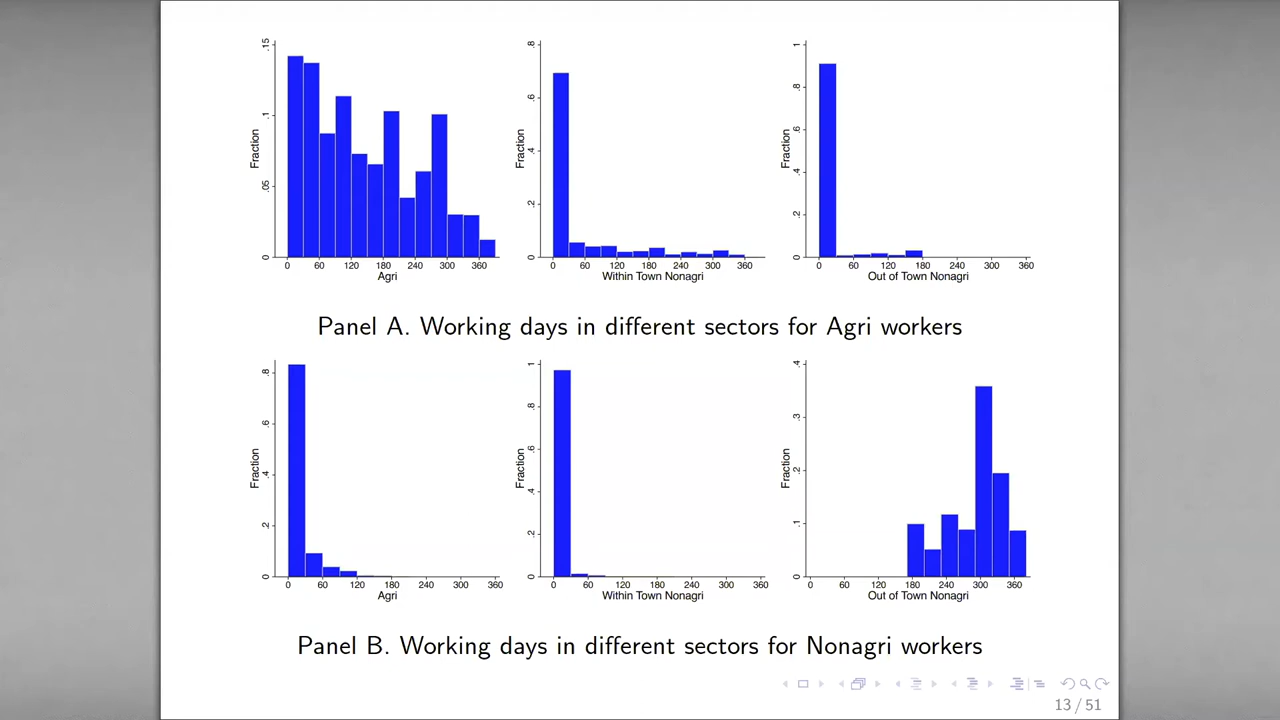 .15
.1
.05
0
Fraction
0 60 120 180 240 300 360
Agri
.8
.6
.4
.2
0
Fraction
0 60 120 180 240 300 360
Within Town Nonagri
1
.8
.6
.4
.2
0
Fraction
0 60 120 180 240 300 360
Out of Town Nonagri
Panel A. Working days in different sectors for Agri workers
.8
.6
.4
.2
0
Fraction
0 60 120 180 240 300 360
Agri
1
.8
.6
.4
.2
0
Fraction
0 60 120 180 240 300 360
Within Town Nonagri
.4
.3
.2
.1
0
Fraction
0 60 120 180 240 300 360
Out of Town Nonagri
Panel B. Working days in different sectors for Nonagri workers
13 / 51